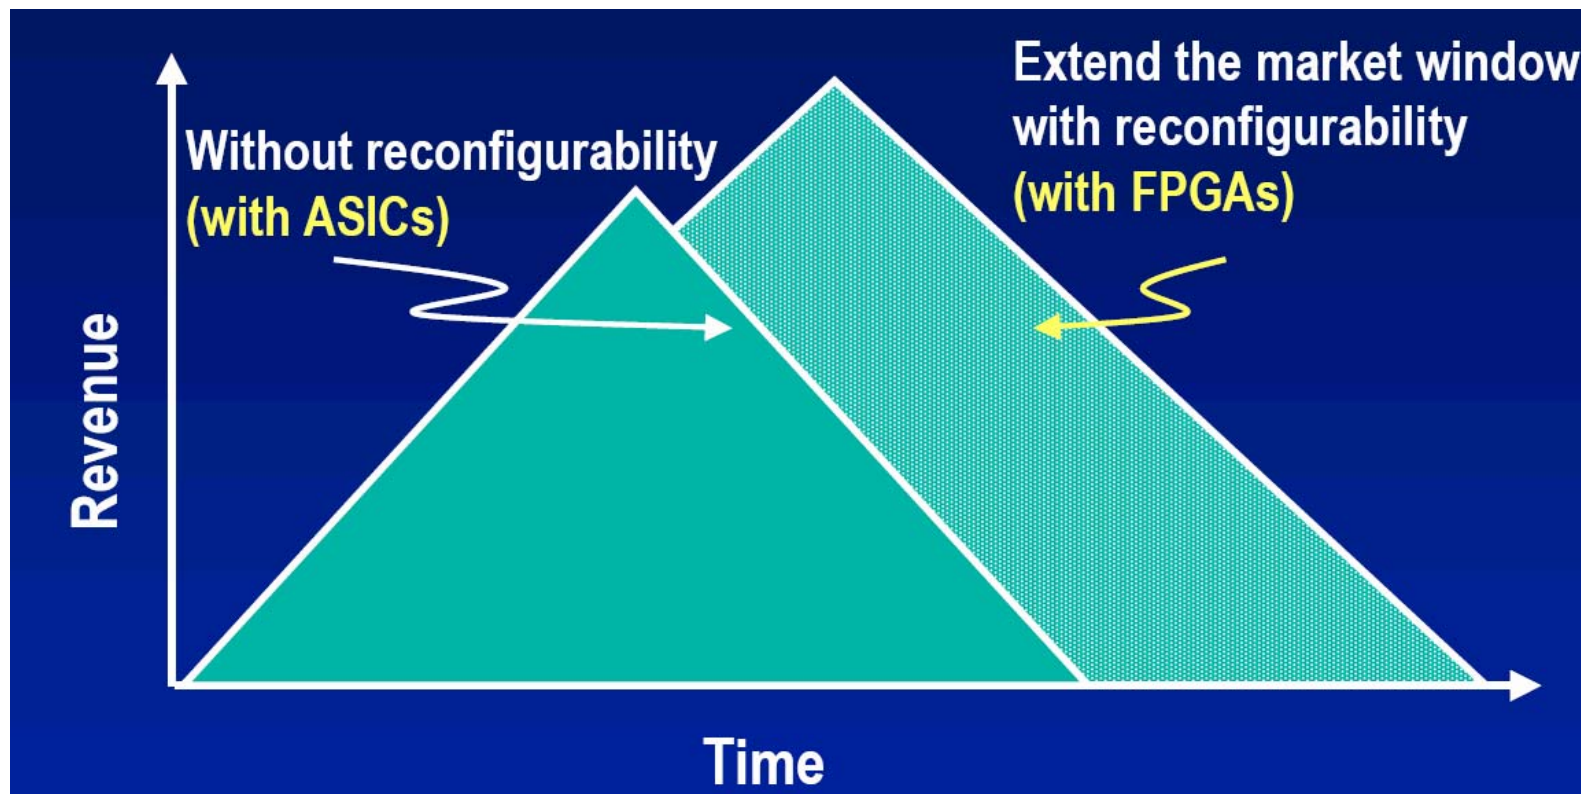 Extend the market window
with reconfigurability
(with FPGAs)
Without reconfigurability
(with ASICs)
Revenue
Time